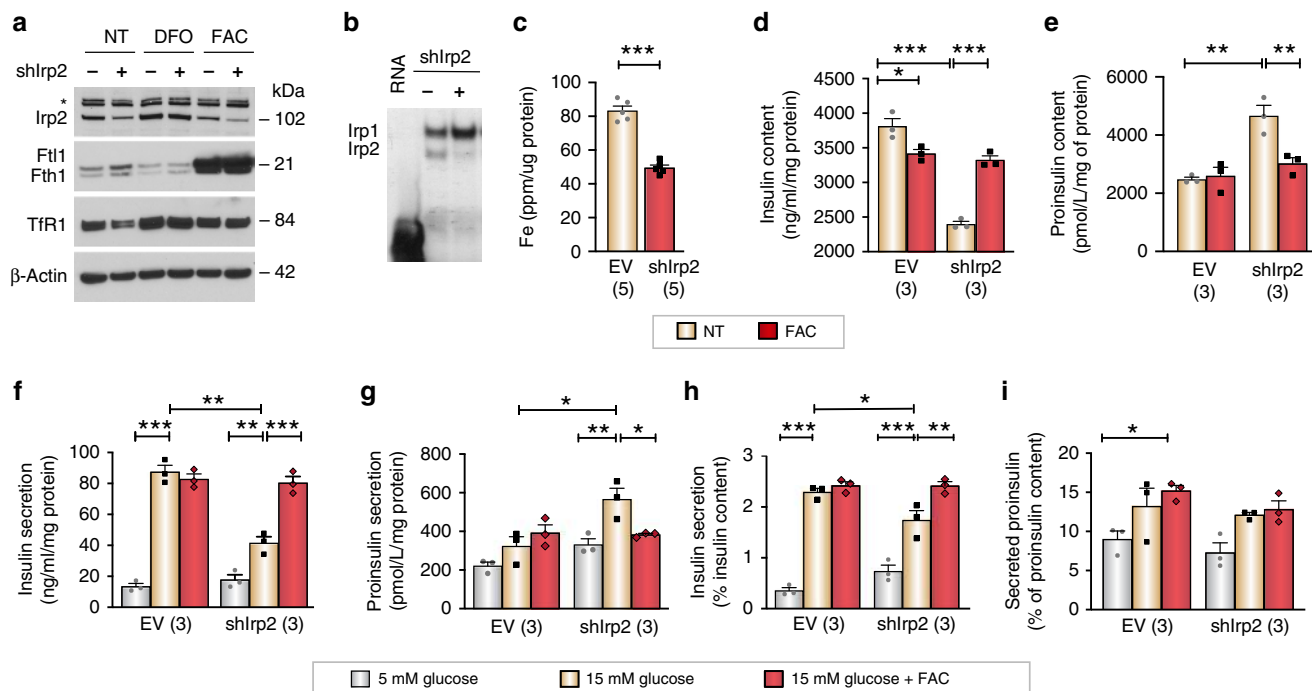 a
NT DFO FAC
shIrp2 – + – + – + kDa
*
Irp2 – 102
Ftl1 – 21
Fth1
TfR1 – 84
β-Actin – 42
b
RNA
shIrp2
– +
Irp1
Irp2
c
***
Fe (ppm/ug protein)
100
80
60
40
20
0
EV shIrp2
(5) (5)
d
*** ***
*
Insulin content
(ng/ml/mg protein)
4500
4000
3500
3000
2500
2000
EV shIrp2
(3) (3)
e
** **
Proinsulin content
(pmol/L/mg of protein)
6000
4000
2000
0
EV shIrp2
(3) (3)
NT FAC
f
**
*** ** ***
Insulin secretion
(ng/ml/mg protein)
100
80
60
40
20
0
EV (3) shIrp2 (3)
g
*
** *
Proinsulin secretion
(pmol/L/mg protein)
800
600
400
200
0
EV (3) shIrp2 (3)
h
*
*** *** **
Insulin secretion
(% insulin content)
3
2
1
0
EV (3) shIrp2 (3)
i
*
Secreted proinsulin
(% of proinsulin content)
20
15
10
5
0
EV (3) shIrp2 (3)
5 mM glucose 15 mM glucose 15 mM glucose + FAC